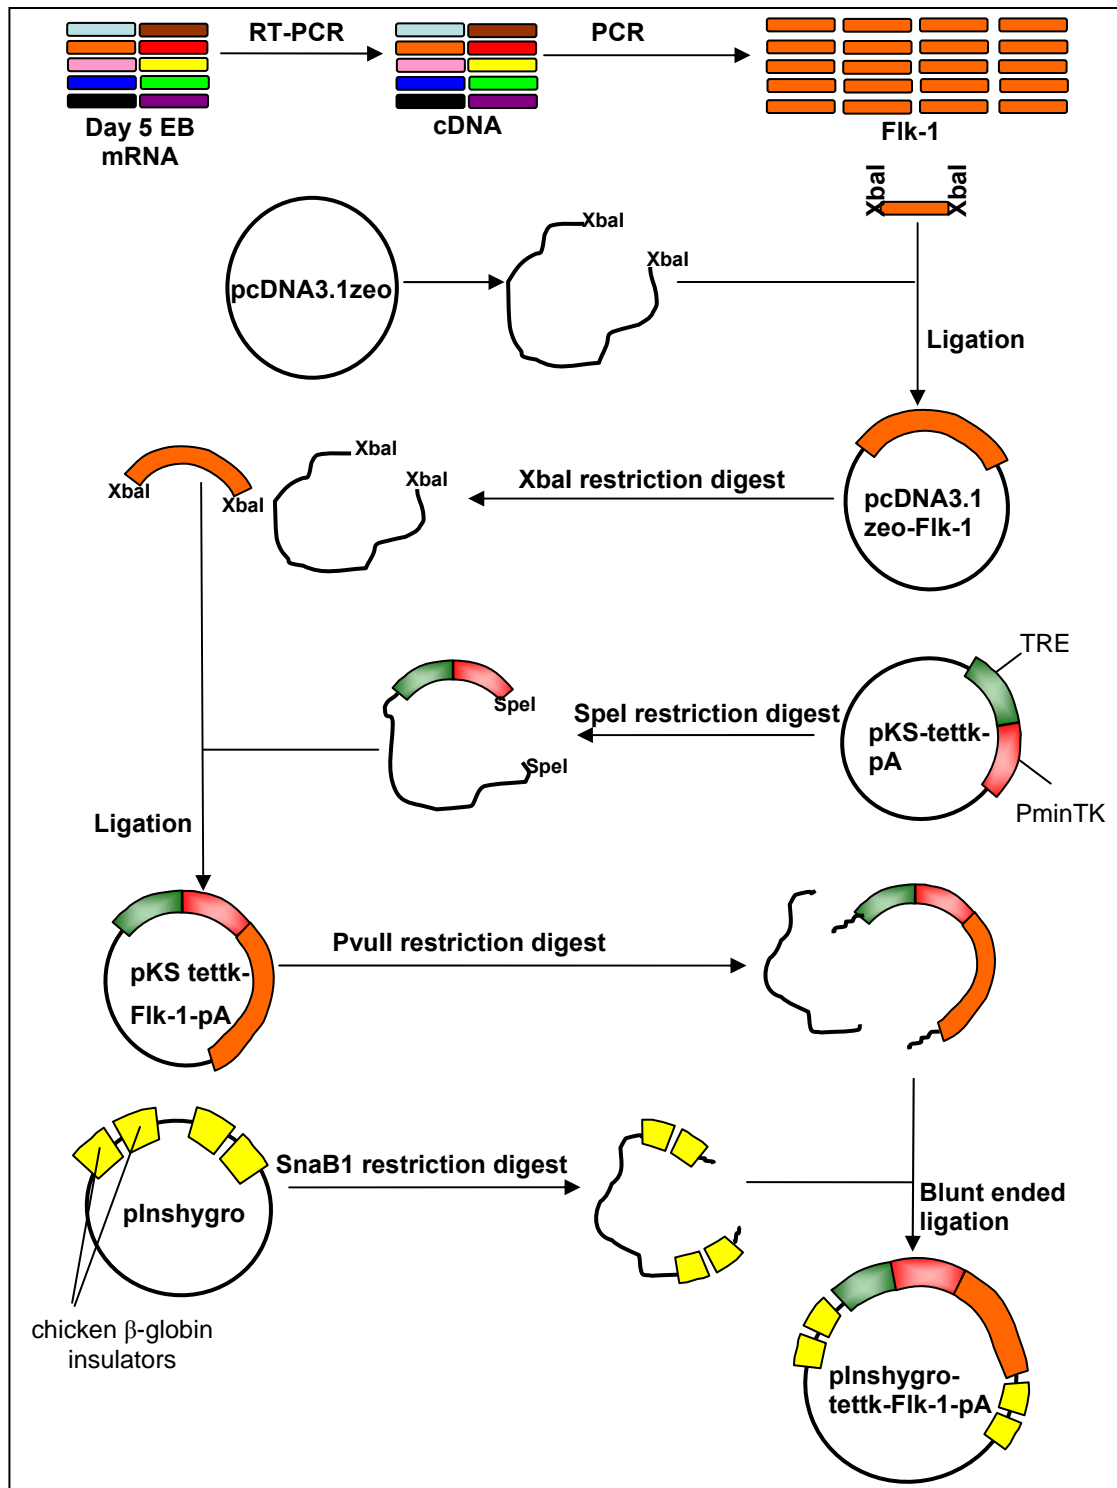 RT-PCR
PCR
Day 5 EB
mRNA
cDNA
Flk-1
XbaI
XbaI
pcDNA3.1zeo
XbaI
XbaI
Ligation
XbaI
XbaI
XbaI
XbaI
XbaI restriction digest
pcDNA3.1
zeo-Flk-1
TRE
SpeI
SpeI
SpeI restriction digest
pKS-tettk-
pA
PminTK
Ligation
pKS tettk-
Flk-1-pA
PvuII restriction digest
pInshygro
SnaB1 restriction digest
Blunt ended
ligation
chicken β-globin
insulators
pInshygro-
tettk-Flk-1-pA